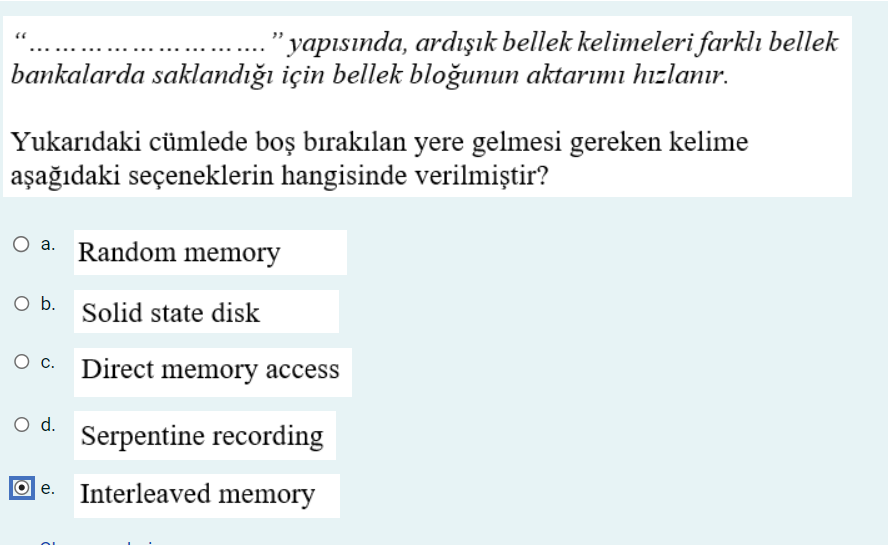 “………………………… ” yapısında, ardışık bellek kelimeleri farklı bellek
bankalarda saklandığı için bellek bloğunun aktarımı hızlanır.
Yukarıdaki cümlede boş bırakılan yere gelmesi gereken kelime
aşağıdaki seçeneklerin hangisinde verilmiştir?
a. Random memory
b. Solid state disk
c. Direct memory access
d. Serpentine recording
e. Interleaved memory